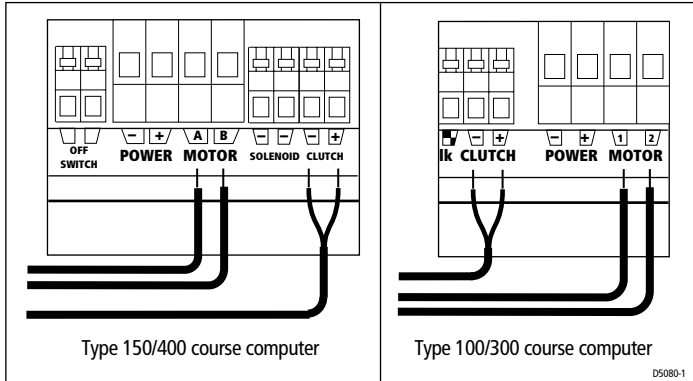 − + A B − − − +
OFF SWITCH POWER MOTOR SOLENOID CLUTCH
Type 150/400 course computer
− + − + 1 2
lk CLUTCH POWER MOTOR
Type 100/300 course computer
D5080-1